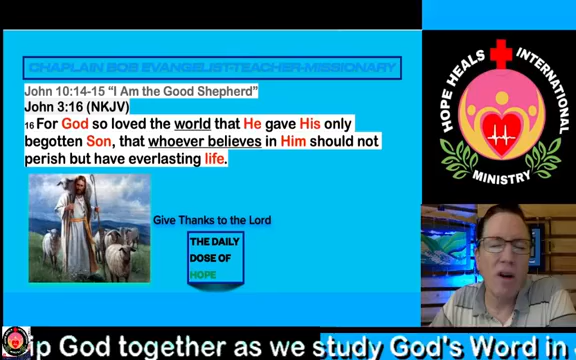 CHAPLAIN BOB EVANGELIST-TEACHER-MISSIONARY
John 10:14-15 “I Am the Good Shepherd”
John 3:16 (NKJV)
16 For God so loved the world that He gave His only
begotten Son, that whoever believes in Him should not
perish but have everlasting life.
Give Thanks to the Lord
THE DAILY
DOSE OF
HOPE
HOPE HEALS INTERNATIONAL
MINISTRY
ip God together as we study God's Word in